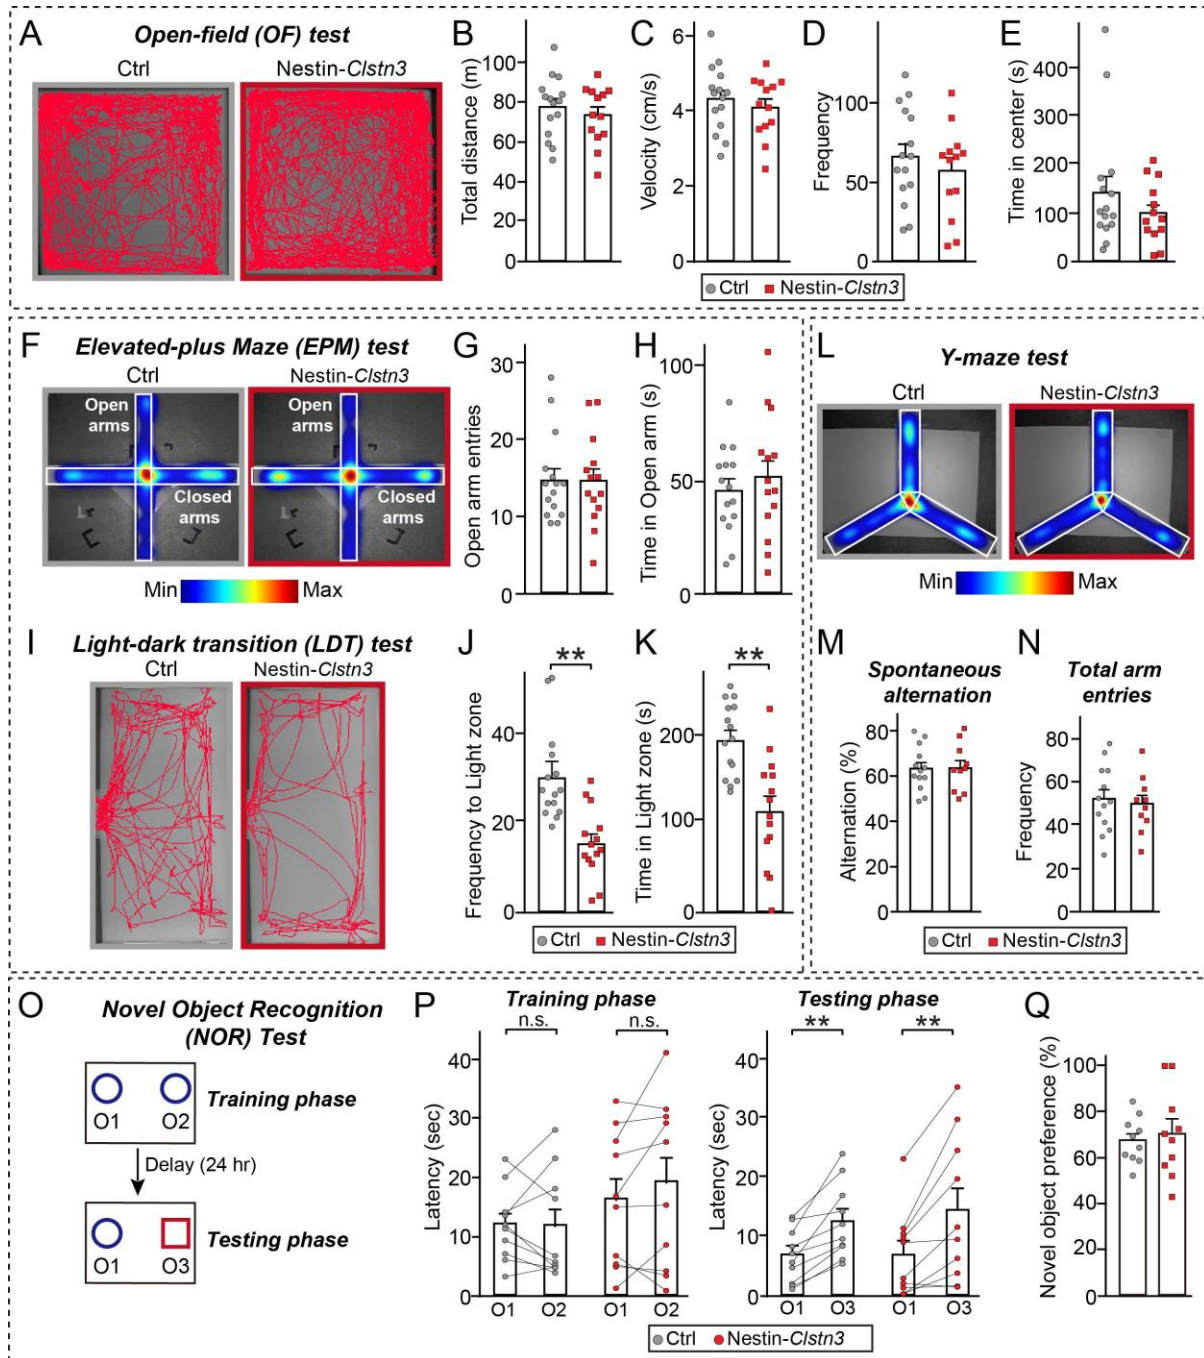 A
Open-field (OF) test
Ctrl
Nestin-Clstn3
B
Total distance (m)
100
80
60
40
20
0
C
Velocity (cm/s)
6
4
2
0
D
Frequency
100
50
0
E
Time in center (s)
400
300
200
100
0
Ctrl Nestin-Clstn3
F
Elevated-plus Maze (EPM) test
Ctrl
Nestin-Clstn3
Open
arms
Closed
arms
Open
arms
Closed
arms
Min Max
G
Open arm entries
30
20
10
0
H
Time in Open arm (s)
100
50
0
I
Light-dark transition (LDT) test
Ctrl
Nestin-Clstn3
J
Frequency to Light zone
**
40
20
0
K
Time in Light zone (s)
**
200
100
0
Ctrl Nestin-Clstn3
L
Y-maze test
Ctrl
Nestin-Clstn3
Min Max
M
Spontaneous
alternation
Alternation (%)
80
60
40
20
0
N
Total arm
entries
Frequency
80
60
40
20
0
Ctrl Nestin-Clstn3
O
Novel Object Recognition
(NOR) Test
O1 O2
Training phase
Delay (24 hr)
O1 O3
Testing phase
P
Training phase
n.s. n.s.
Latency (sec)
40
30
20
10
0
O1 O2 O1 O2
Testing phase
** **
Latency (sec)
40
30
20
10
0
O1 O3 O1 O3
Ctrl Nestin-Clstn3
Q
Novel object preference (%)
100
80
60
40
20
0